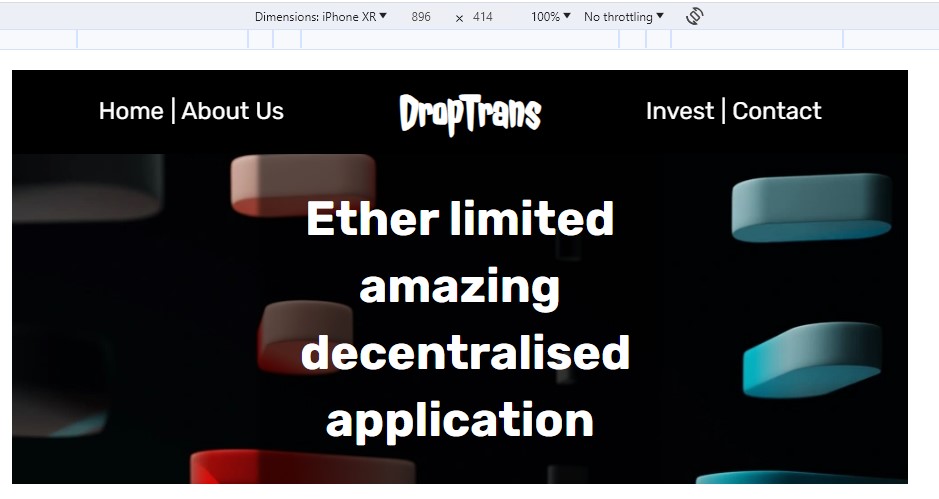 Dimensions: iPhone XR 896 × 414 100% No throttling
Home | About Us DropTrans Invest | Contact
Ether limited
amazing
decentralised
application